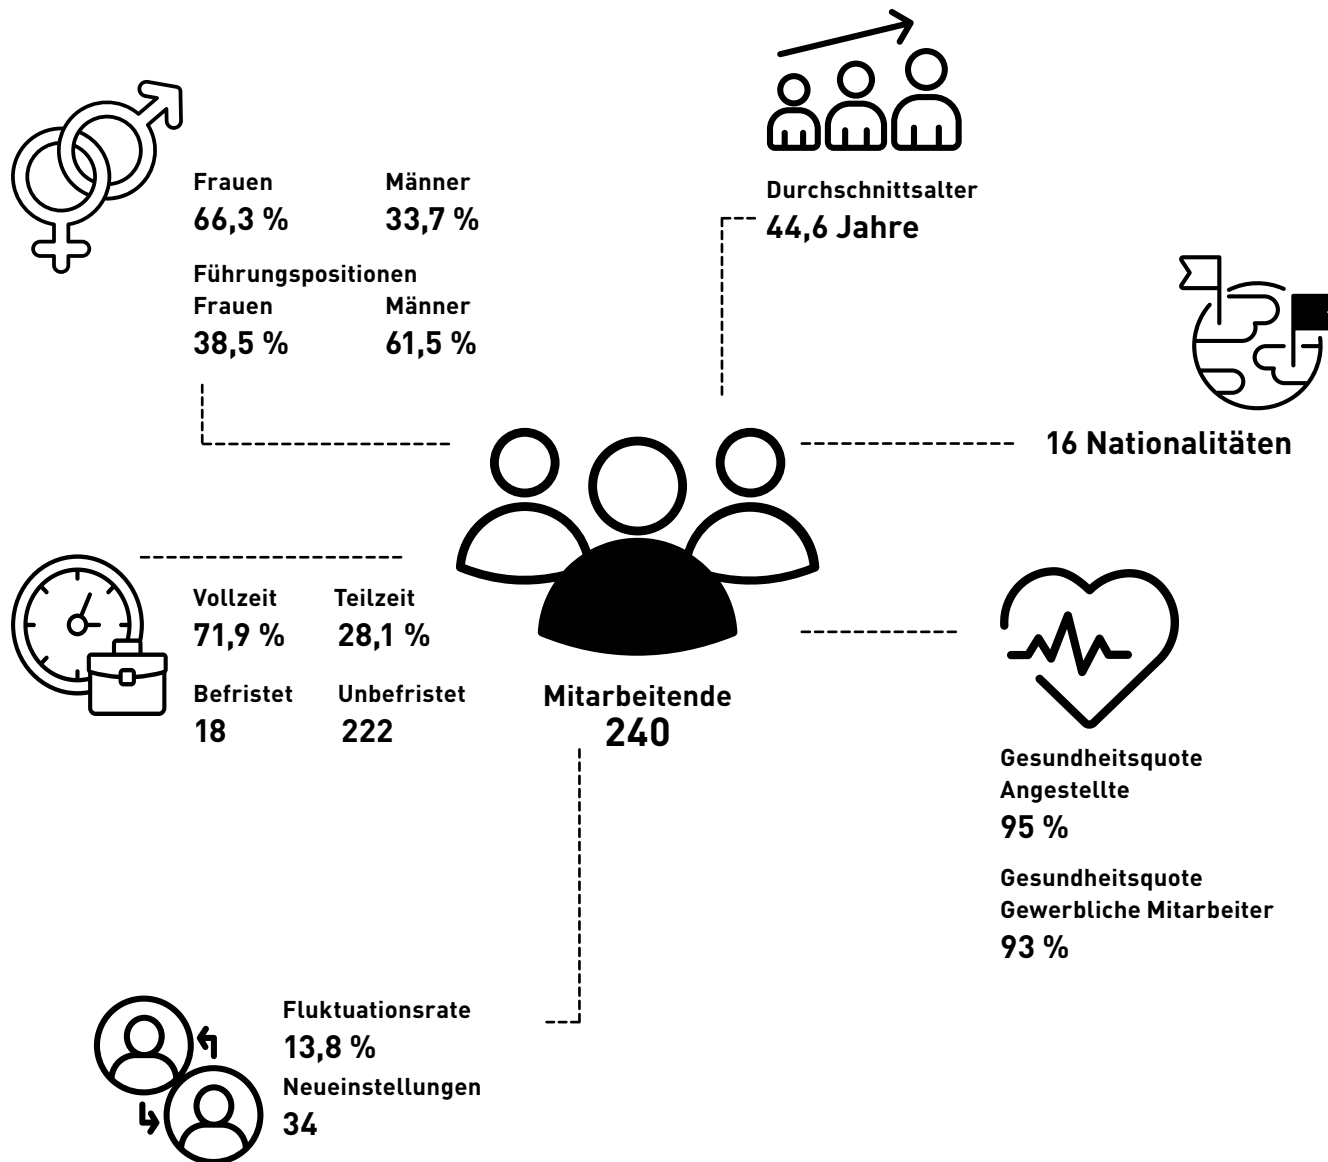 Frauen Männer
66,3 % 33,7 %
Führungspositionen
Frauen Männer
38,5 % 61,5 %
Durchschnittsalter
44,6 Jahre
16 Nationalitäten
Vollzeit Teilzeit
71,9 % 28,1 %
Befristet Unbefristet
18 222
Mitarbeitende
240
Gesundheitsquote
Angestellte
95 %
Gesundheitsquote
Gewerbliche Mitarbeiter
93 %
Fluktuationsrate
13,8 %
Neueinstellungen
34